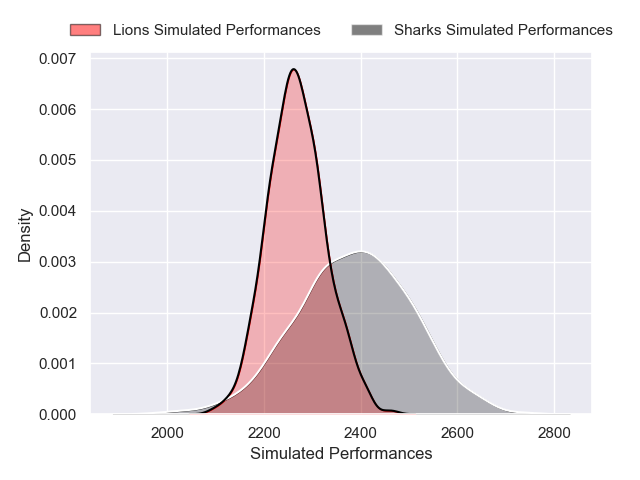 Lions Simulated Performances Sharks Simulated Performances
0.007
0.006
0.005
0.004
0.003
0.002
0.001
0.000
Density
2000 2200 2400 2600 2800
Simulated Performances